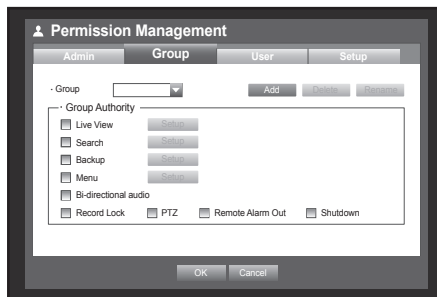 Permission Management
Admin Group User Setup
· Group Add Delete Rename
· Group Authority
Live View Setup
Search Setup
Backup Setup
Menu Setup
Bi-directional audio
Record Lock PTZ Remote Alarm Out Shutdown
OK Cancel